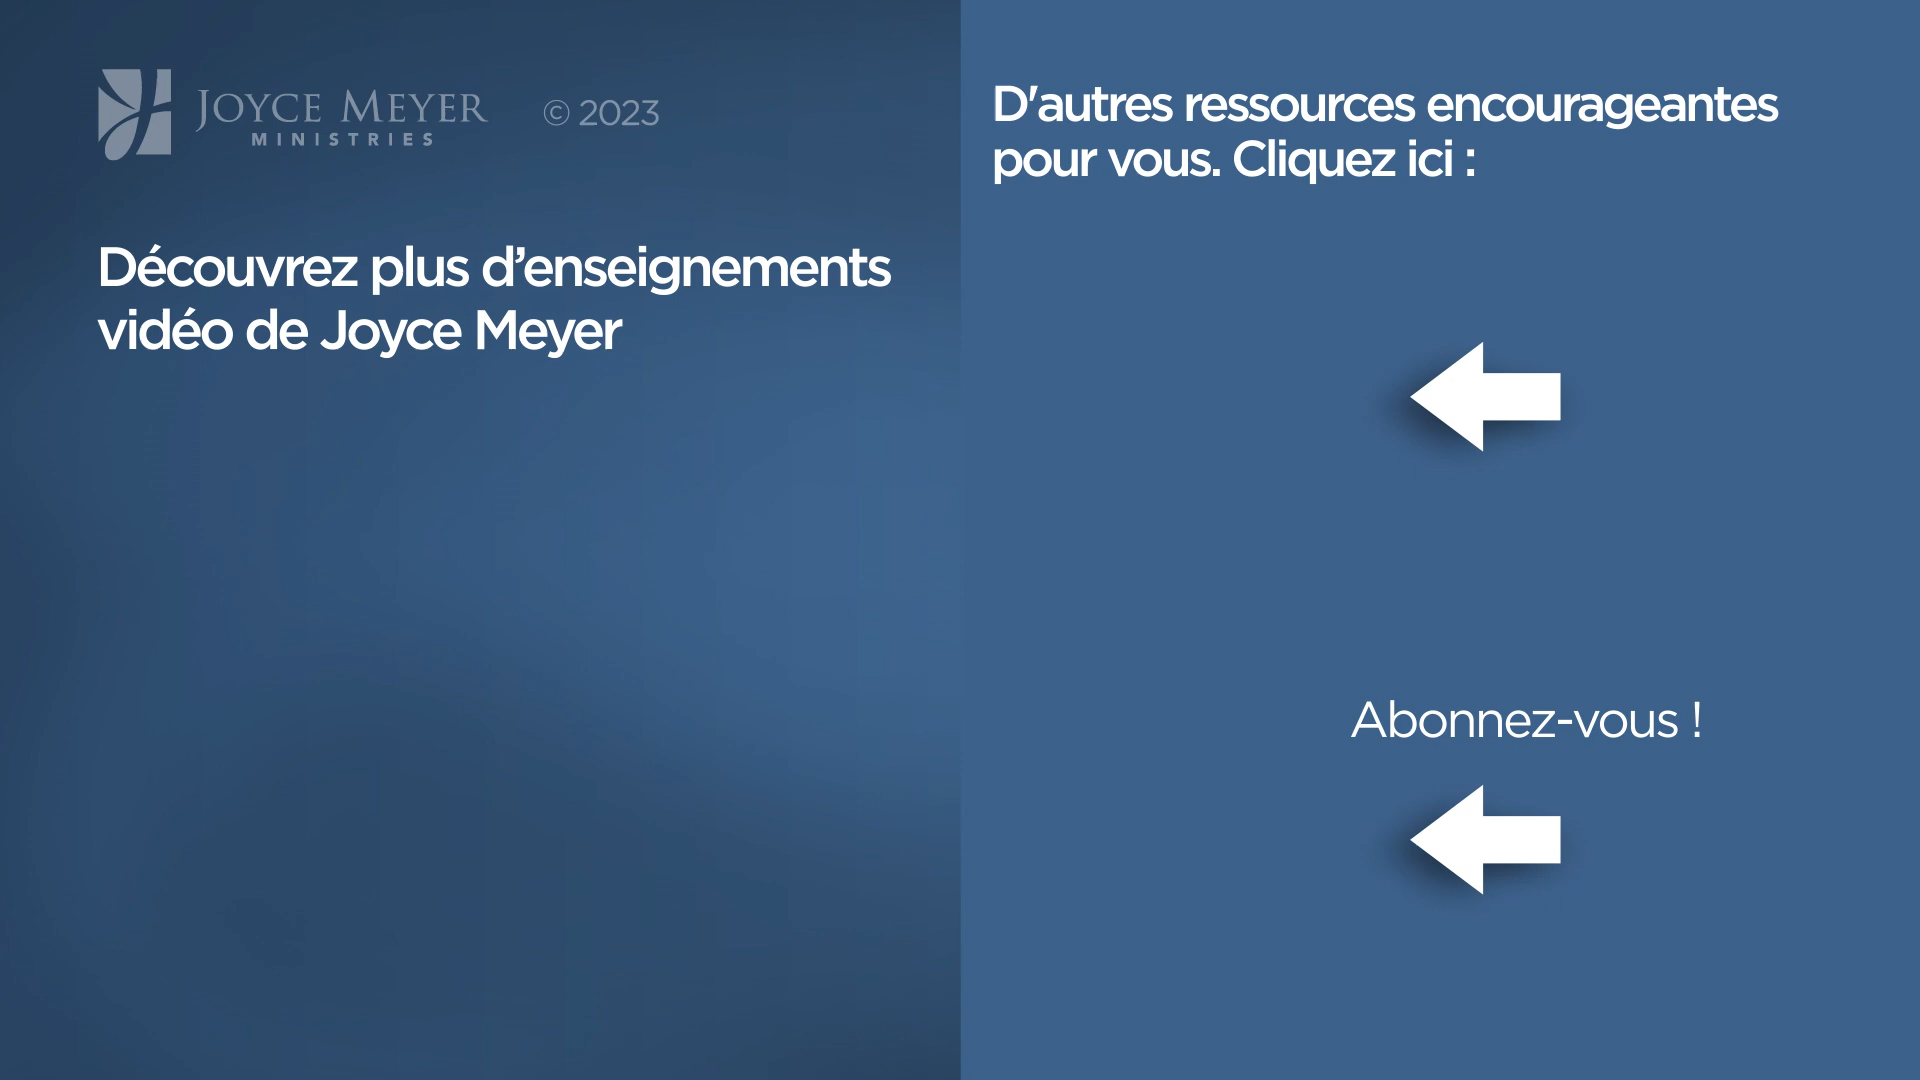 JOYCE MEYER
MINISTRIES
© 2023
Découvrez plus d’enseignements
vidéo de Joyce Meyer
D'autres ressources encourageantes
pour vous. Cliquez ici :
Abonnez-vous !